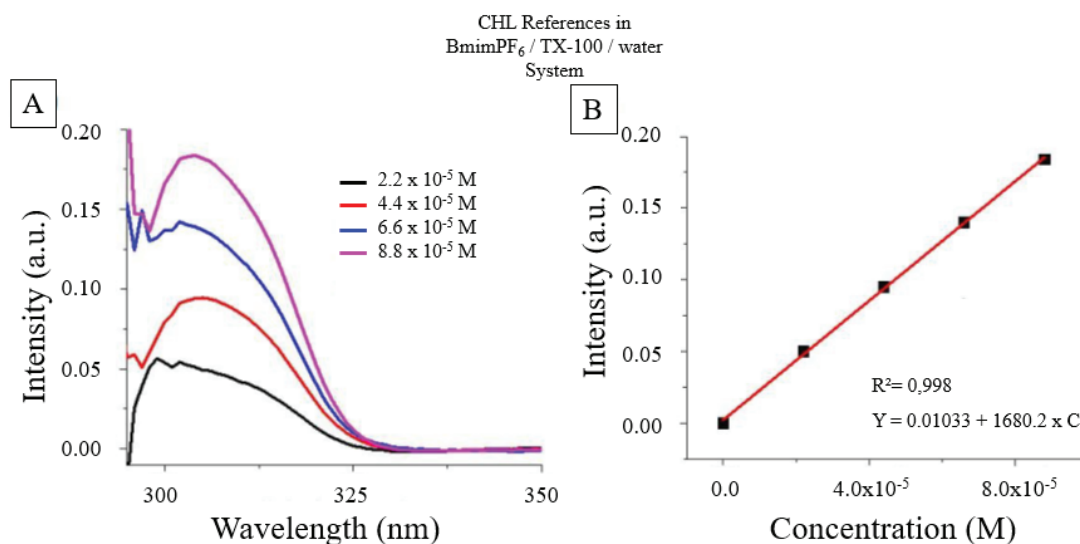 CHL References in
BmimPF₆ / TX-100 / water
System
A
Intensity (a.u.)
0.20
0.15
0.10
0.05
0.00
2.2 x 10⁻⁵ M
4.4 x 10⁻⁵ M
6.6 x 10⁻⁵ M
8.8 x 10⁻⁵ M
300 325 350
Wavelength (nm)
B
Intensity (a.u.)
0.20
0.15
0.10
0.05
0.00
R²= 0,998
Y = 0.01033 + 1680.2 x C
0.0 4.0x10⁻⁵ 8.0x10⁻⁵
Concentration (M)